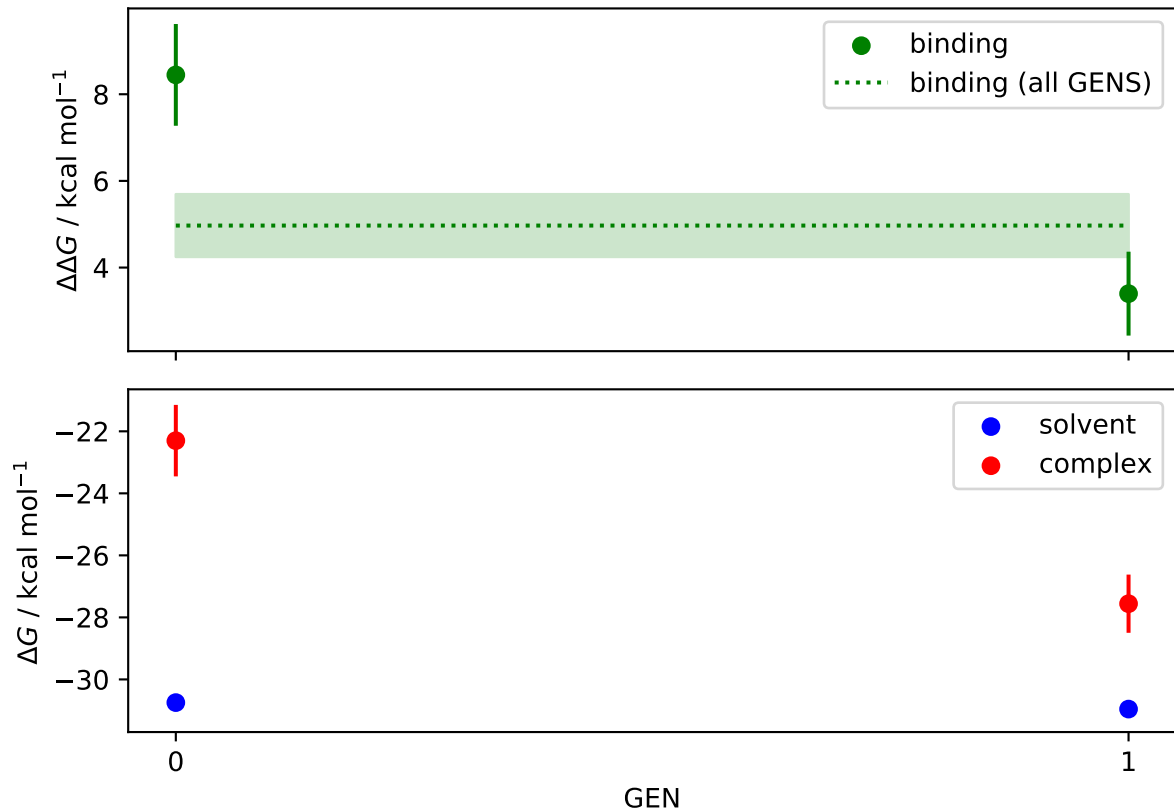 binding
binding (all GENS)
8
6
4
ΔΔG / kcal mol⁻¹
solvent
complex
−22
−24
−26
−28
−30
ΔG / kcal mol⁻¹
0
1
GEN